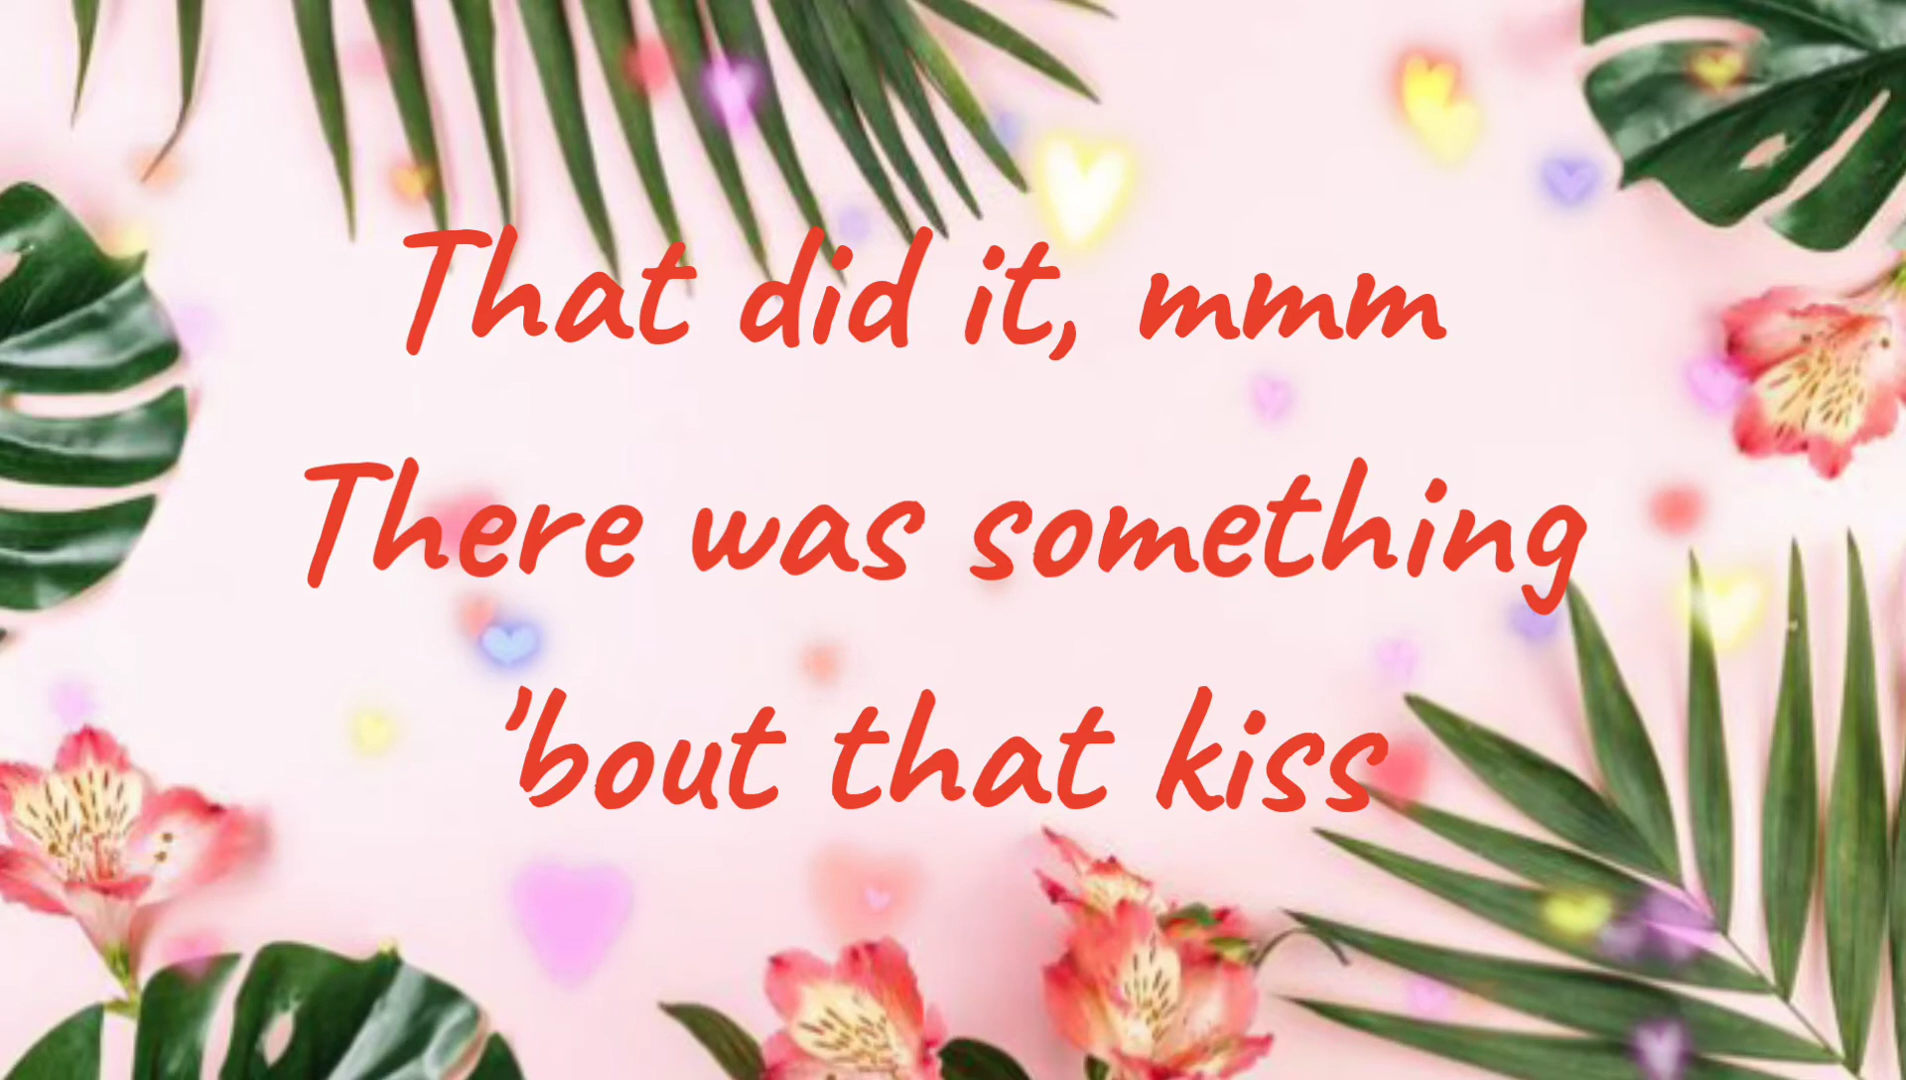 That did it, mmm
There was something
'bout that kiss